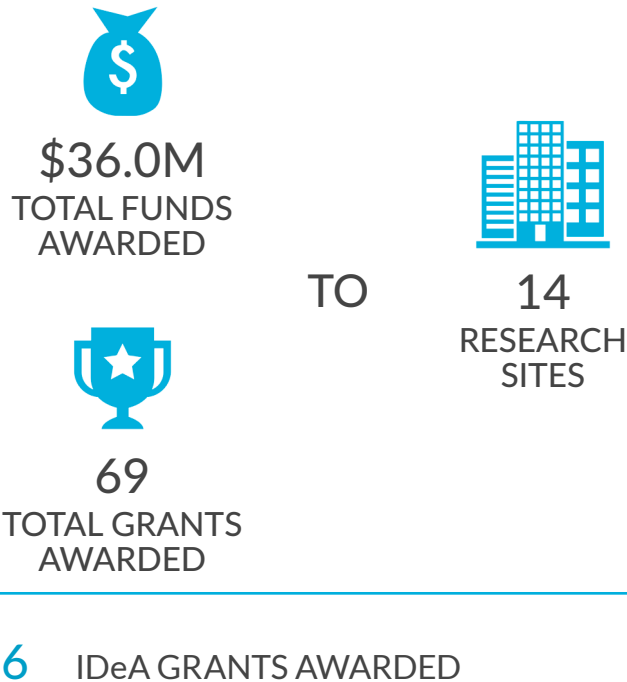 $
$36.0M
TOTAL FUNDS
AWARDED
TO
14
RESEARCH
SITES
69
TOTAL GRANTS
AWARDED
6 IDeA GRANTS AWARDED